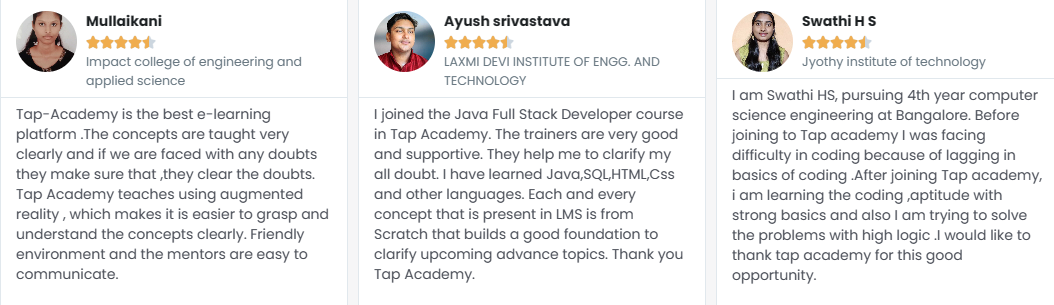 Mullaikani
Impact college of engineering and
applied science
Tap-Academy is the best e-learning
platform .The concepts are taught very
clearly and if we are faced with any doubts
they make sure that ,they clear the doubts.
Tap Academy teaches using augmented
reality , which makes it is easier to grasp and
understand the concepts clearly. Friendly
environment and the mentors are easy to
communicate.
Ayush srivastava
LAXMI DEVI INSTITUTE OF ENGG. AND
TECHNOLOGY
I joined the Java Full Stack Developer course
in Tap Academy. The trainers are very good
and supportive. They help me to clarify my
all doubt. I have learned Java,SQL,HTML,Css
and other languages. Each and every
concept that is present in LMS is from
Scratch that builds a good foundation to
clarify upcoming advance topics. Thank you
Tap Academy.
Swathi H S
Jyothy institute of technology
I am Swathi HS, pursuing 4th year computer
science engineering at Bangalore. Before
joining to Tap academy I was facing
difficulty in coding because of lagging in
basics of coding .After joining Tap academy,
i am learning the coding ,aptitude with
strong basics and also I am trying to solve
the problems with high logic .I would like to
thank tap academy for this good
opportunity.